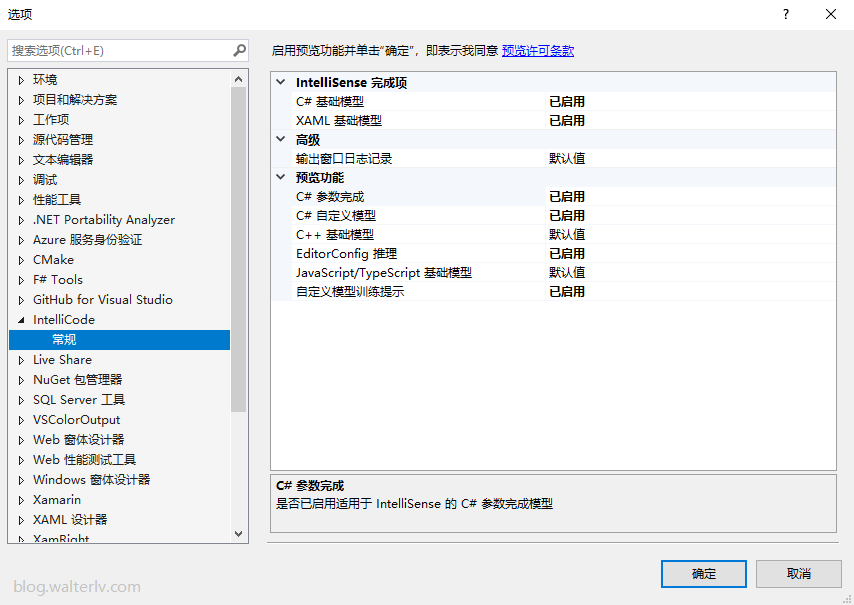 选项
?
搜索选项(Ctrl+E)
环境
项目和解决方案
工作项
源代码管理
文本编辑器
调试
性能工具
.NET Portability Analyzer
Azure 服务身份验证
CMake
F# Tools
GitHub for Visual Studio
IntelliCode
常规
Live Share
NuGet 包管理器
SQL Server 工具
VSColorOutput
Web 窗体设计器
Web 性能测试工具
Windows 窗体设计器
Xamarin
XAML 设计器
XamRight
启用预览功能并单击“确定”，即表示我同意 预览许可条款
IntelliSense 完成项
C# 基础模型 已启用
XAML 基础模型 已启用
高级
输出窗口日志记录 默认值
预览功能
C# 参数完成 已启用
C# 自定义模型 已启用
C++ 基础模型 默认值
EditorConfig 推理 已启用
JavaScript/TypeScript 基础模型 默认值
自定义模型训练提示 已启用
C# 参数完成
是否已启用适用于 IntelliSense 的 C# 参数完成模型
确定 取消
blog.walterlv.com